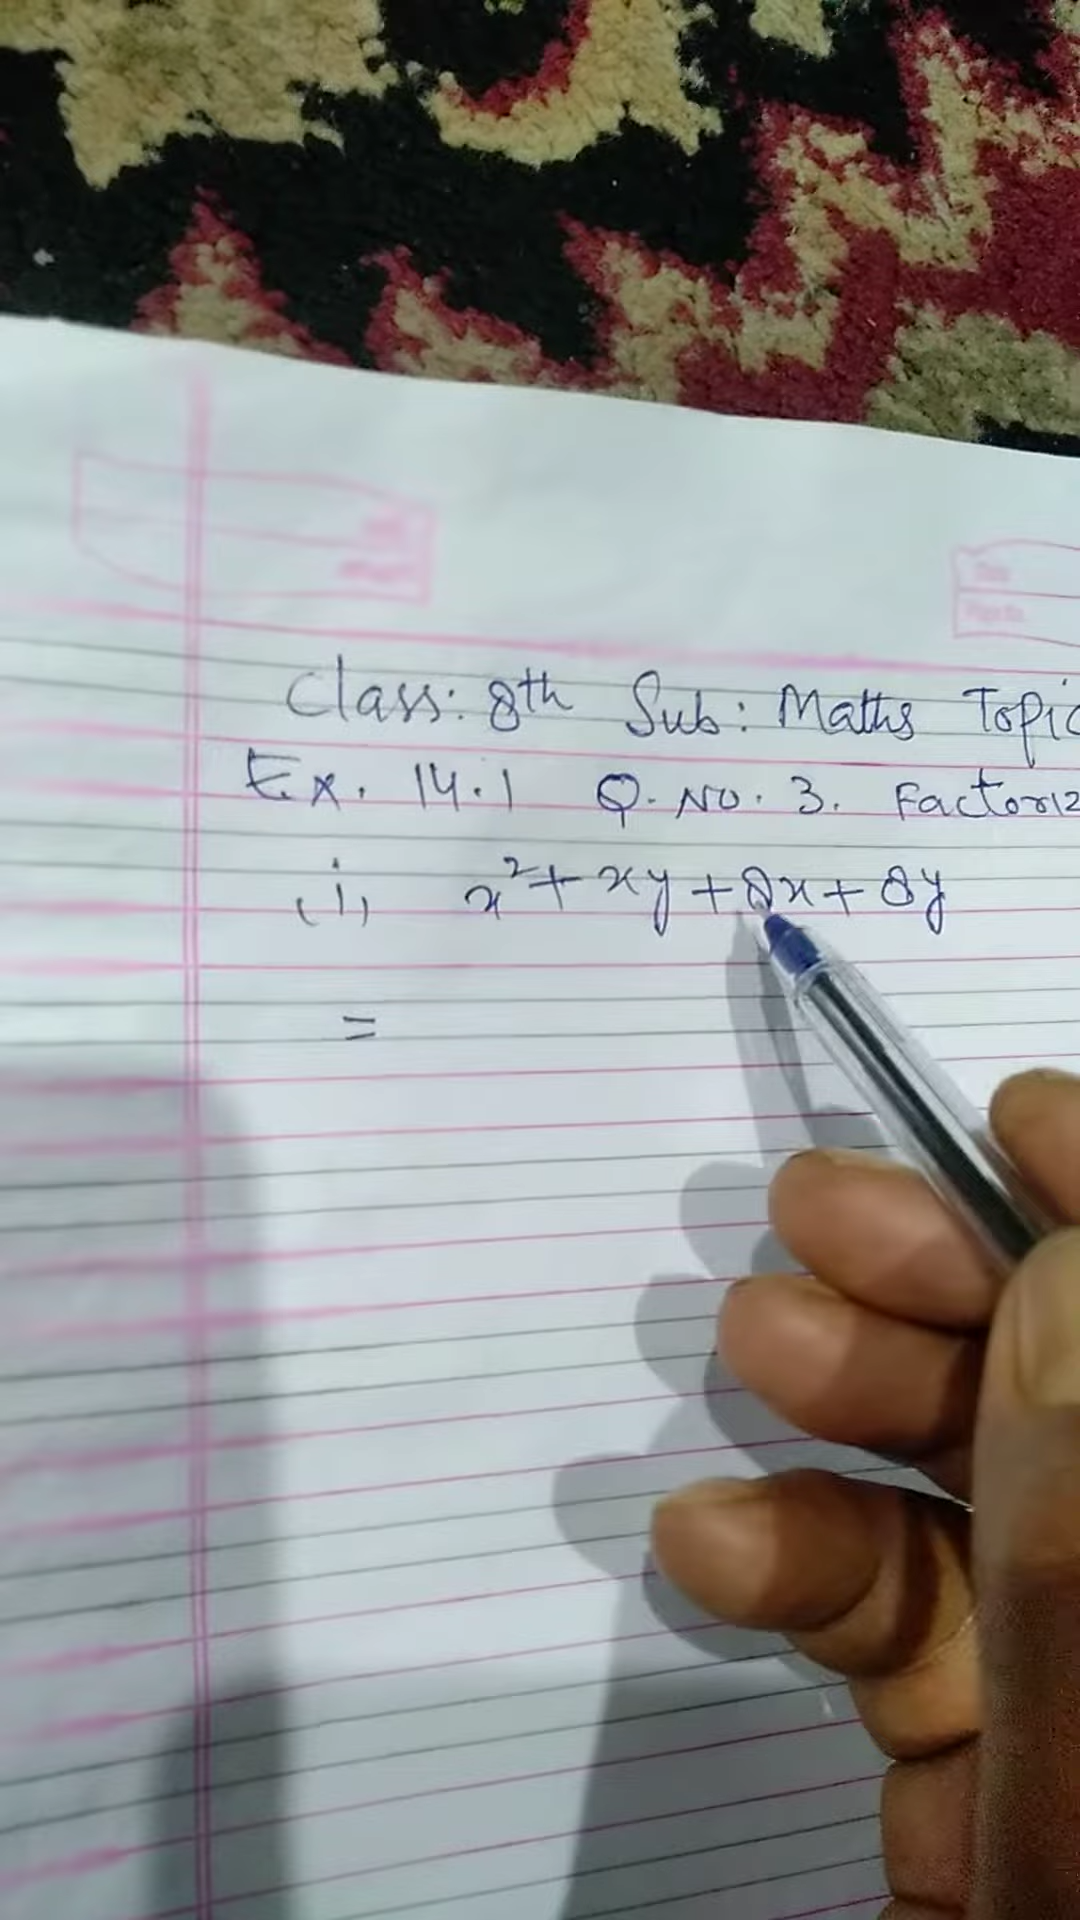 Class: 8th Sub: Maths Topic
Ex. 14.1 Q. No. 3. Factoriz
(i) x² + xy + 8x + 8y
=